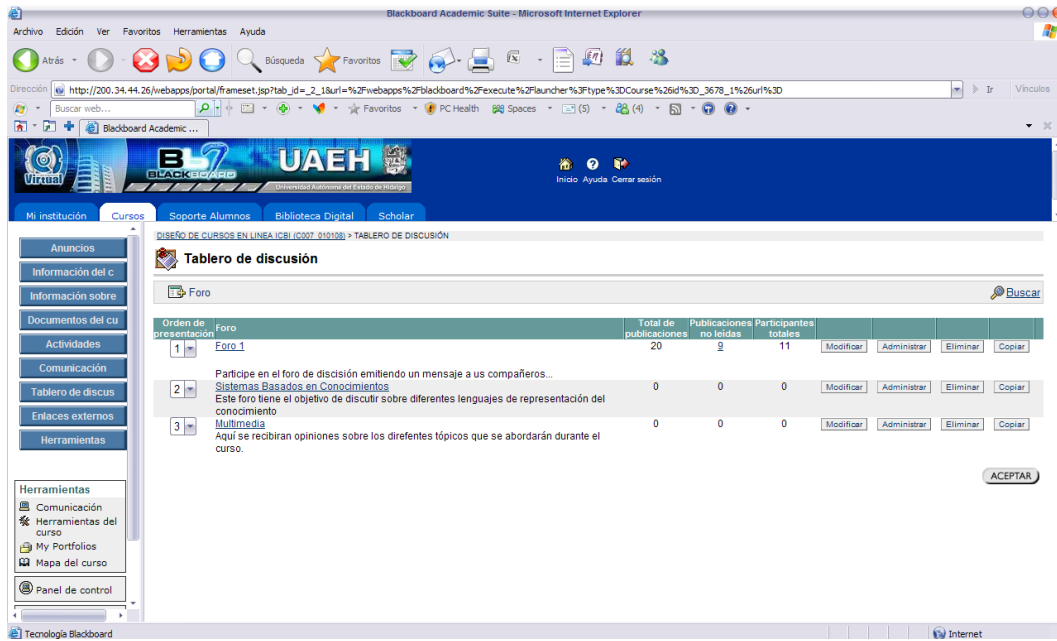 Blackboard Academic Suite - Microsoft Internet Explorer
Archivo Edición Ver Favoritos Herramientas Ayuda
Atrás Búsqueda Favoritos
Dirección http://200.34.44.26/webapps/portal/frameset.jsp?tab_id=_2_1&url=%2Fwebapps%2Fblackboard%2Fexecute%2Flauncher%3Ftype%3DCourse%26id%3D_3678_1%26url%3D Ir Vínculos
Buscar web... Favoritos PC Health Spaces (5) (4)
Blackboard Academic ...
Virtual BLACKBOARD 7 UAEH
Universidad Autónoma del Estado de Hidalgo
Inicio Ayuda Cerrar sesión
Mi institución Cursos Soporte Alumnos Biblioteca Digital Scholar
DISEÑO DE CURSOS EN LINEA ICBI (C007_010108) > TABLERO DE DISCUSIÓN
Anuncios
Información del c
Información sobre
Documentos del cu
Actividades
Comunicación
Tablero de discus
Enlaces externos
Herramientas
Herramientas
Comunicación
Herramientas del
curso
My Portfolios
Mapa del curso
Panel de control
Tablero de discusión
Foro Buscar
Orden de presentación Foro Total de publicaciones Publicaciones no leídas Participantes totales
1 Foro 1 20 9 11 Modificar Administrar Eliminar Copiar
Participe en el foro de discisión emitiendo un mensaje a us compañeros...
2 Sistemas Basados en Conocimientos 0 0 0 Modificar Administrar Eliminar Copiar
Este foro tiene el objetivo de discutir sobre diferentes lenguajes de representación del
conocimiento
3 Multimedia 0 0 0 Modificar Administrar Eliminar Copiar
Aquí se recibiran opiniones sobre los direfentes tópicos que se abordarán durante el
curso.
ACEPTAR
Tecnología Blackboard Internet